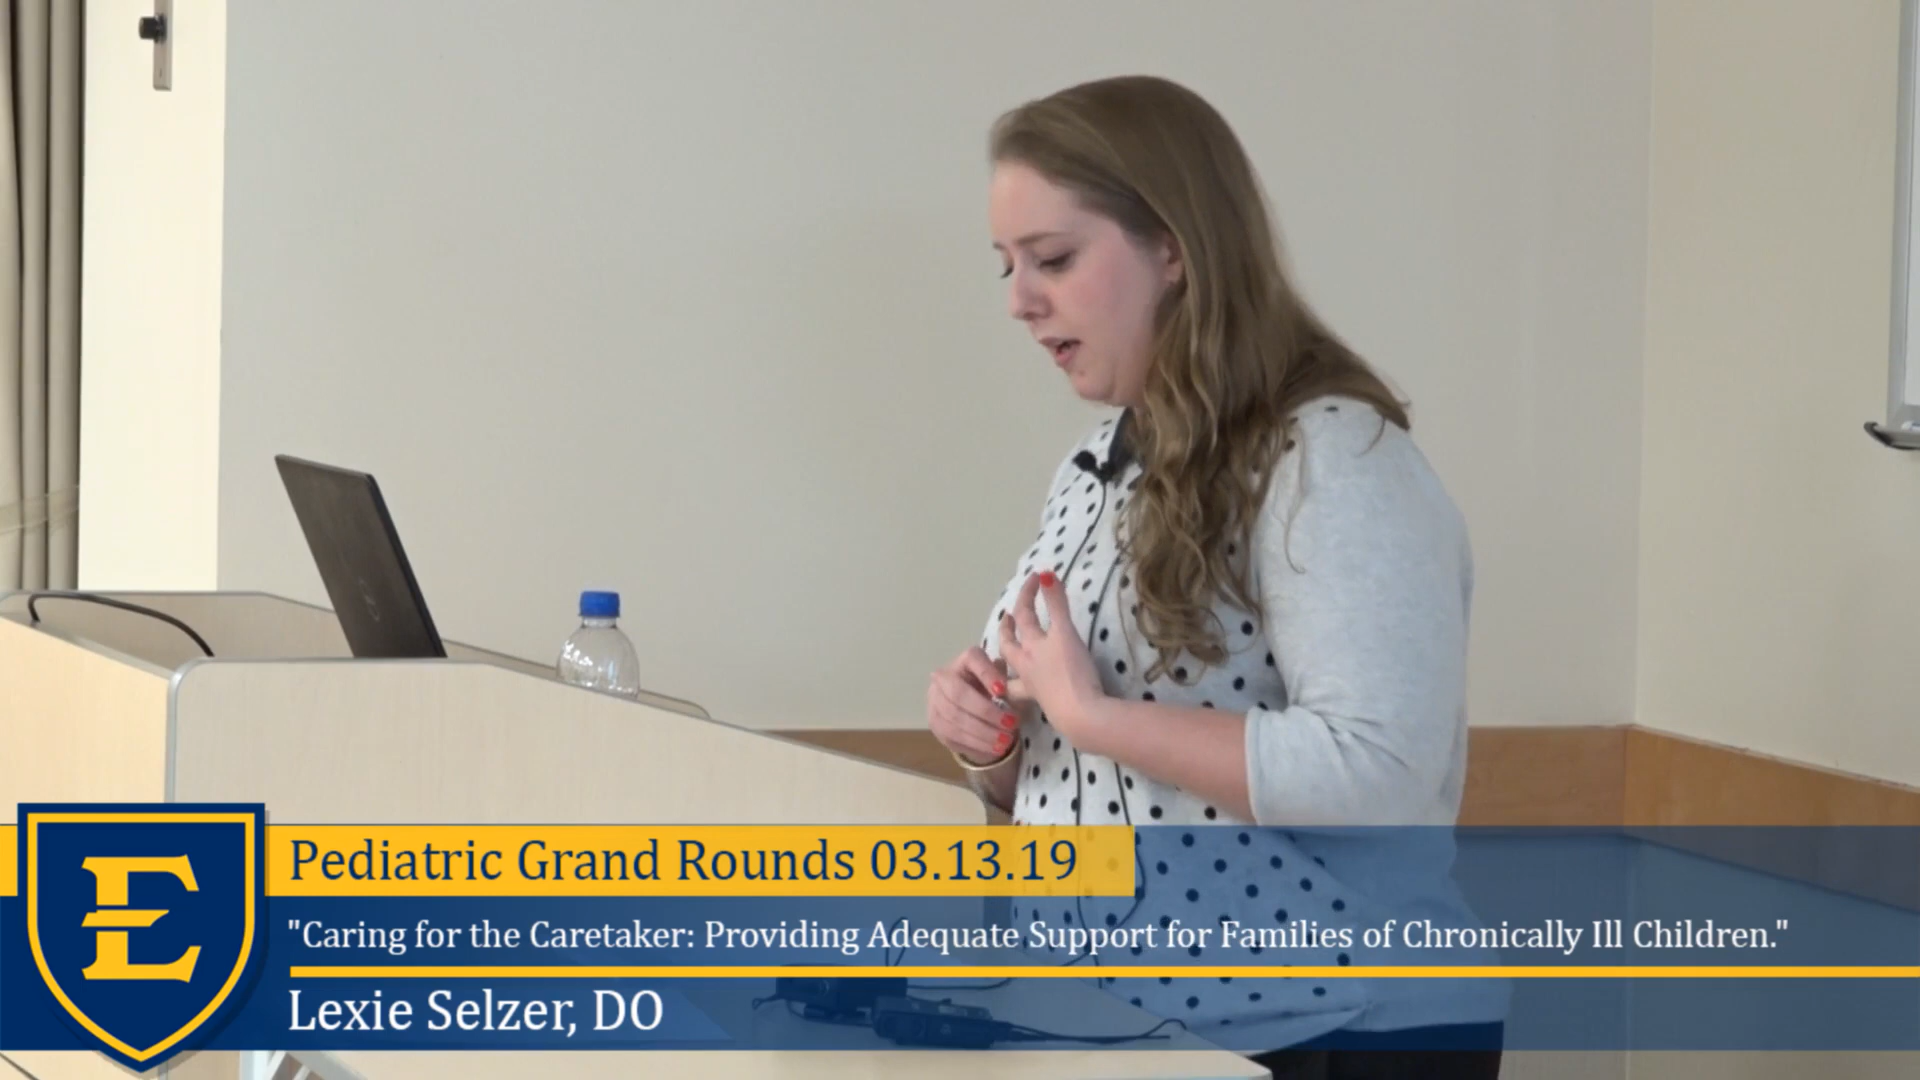 E
Pediatric Grand Rounds 03.13.19
"Caring for the Caretaker: Providing Adequate Support for Families of Chronically Ill Children."
Lexie Selzer, DO